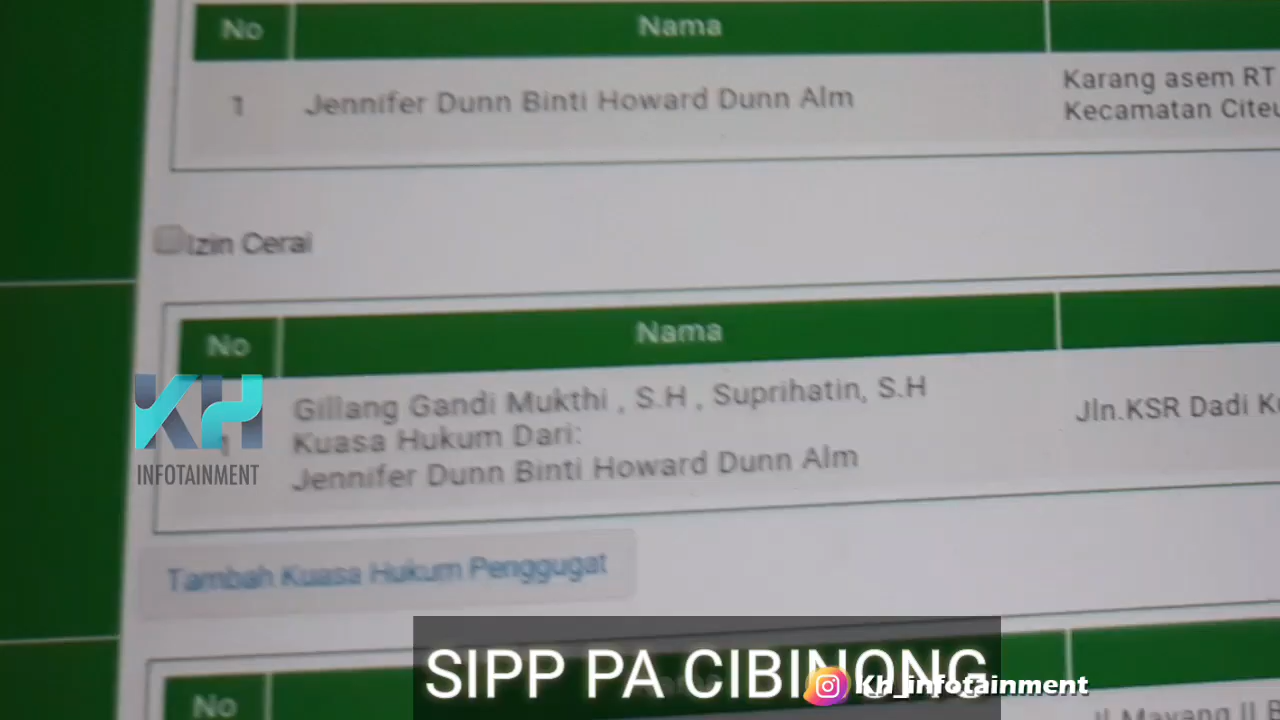 No Nama
1 Jennifer Dunn Binti Howard Dunn Alm
Karang asem RT
Kecamatan
Izin Cerai
No Nama
Gillang Gandi Mukthi , S.H , Suprihatin, S.H
Kuasa Hukum Dari:
Jennifer Dunn Binti Howard Dunn Alm
Jln.KSR Dadi
KH
INFOTAINMENT
Tambah Kuasa Hukum Penggugat
No
SIPP PA CIBINONG
Kh_infotainment